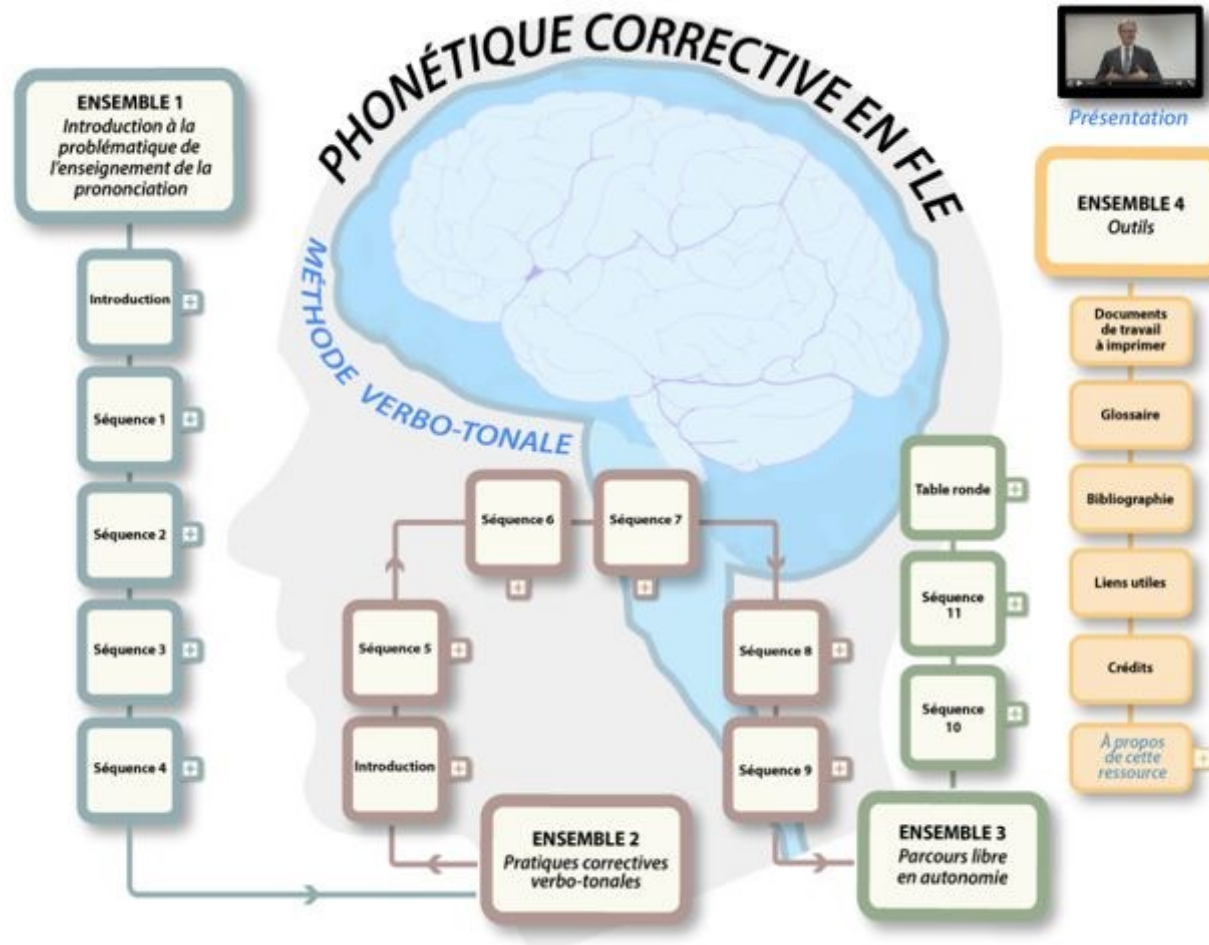 PHONÉTIQUE CORRECTIVE EN FLE
MÉTHODE VERBO-TONALE
ENSEMBLE 1
Introduction à la
problématique de
l'enseignement de la
prononciation
Introduction
Séquence 1
Séquence 2
Séquence 3
Séquence 4
ENSEMBLE 2
Pratiques correctives
verbo-tonales
Introduction
Séquence 5
Séquence 6
Séquence 7
Séquence 8
Séquence 9
ENSEMBLE 3
Parcours libre
en autonomie
Séquence
10
Séquence
11
Table ronde
Présentation
ENSEMBLE 4
Outils
Documents
de travail
à imprimer
Glossaire
Bibliographie
Liens utiles
Crédits
À propos
de cette
ressource